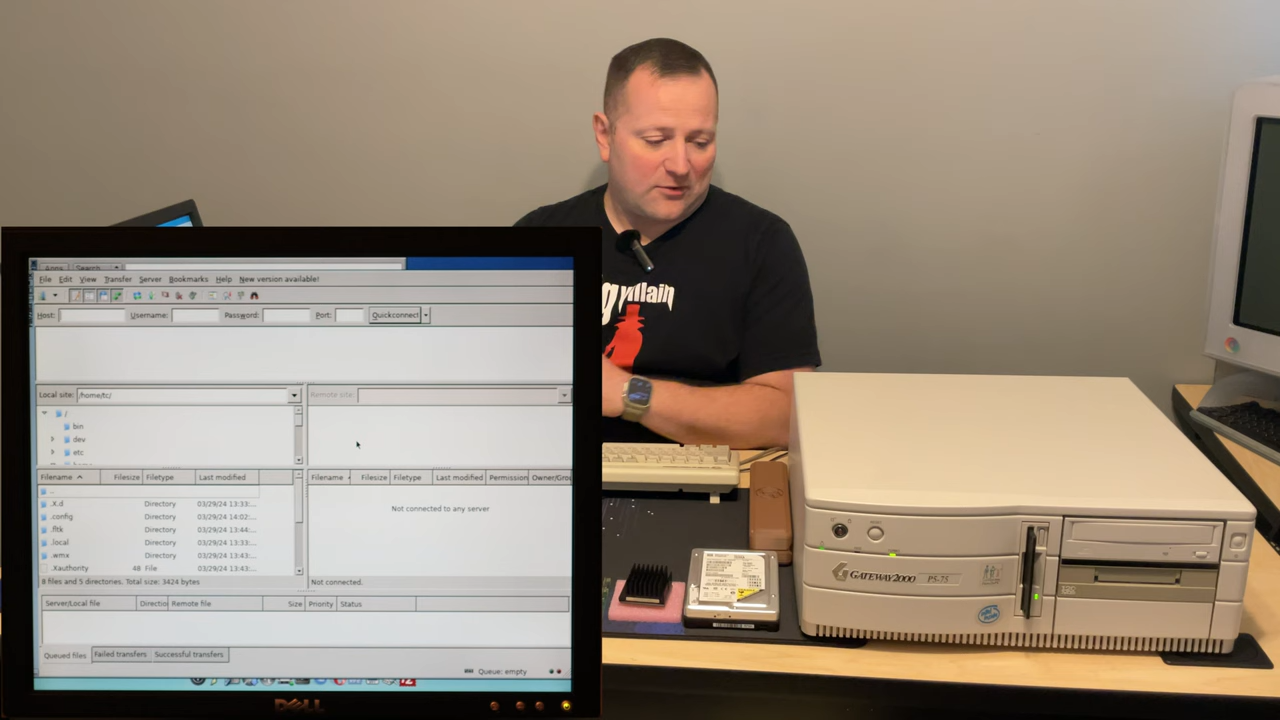 Apps Search
File Edit View Transfer Server Bookmarks Help New version available!
Host: Username: Password: Port: Quickconnect
Local site: /home/tc/ Remote site:
/
bin
dev
etc
Filename Filesize Filetype Last modified Filename Filesize Filetype Last modified Permission Owner/Gro
..
.X.d Directory 03/29/24 13:33:...
.config Directory 03/29/24 14:02:...
.fltk Directory 03/29/24 13:44:...
.local Directory 03/29/24 13:33:...
.wmx Directory 03/29/24 13:43:...
.Xauthority 48 File 03/29/24 13:33:...
Not connected to any server
8 files and 5 directories. Total size: 3424 bytes Not connected.
Server/Local file Directio Remote file Size Priority Status
Queued files Failed transfers Successful transfers
Queue: empty
DELL
villain
GATEWAY2000 P5-75
intel inside